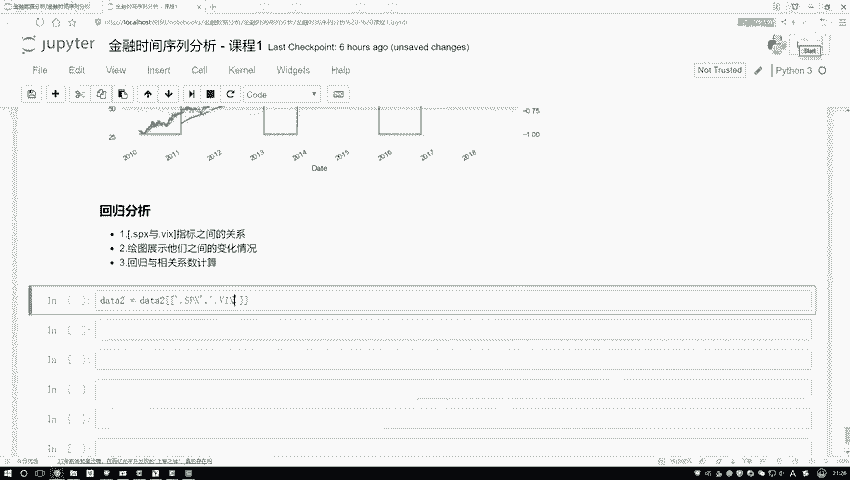 jupyter 金融时间序列分析 - 课程1 Last Checkpoint: 6 hours ago (unsaved changes)
File Edit View Insert Cell Kernel Widgets Help
Not Trusted
Python 3
Code
50
25
-0.75
-1.00
2010 2011 2012 2013 2014 2015 2016 2017 2018
Date
回归分析
1.[.spx与.vix]指标之间的关系
2.绘图展示他们之间的变化情况
3.回归与相关系数计算
In [ ]: data2 = data2[['.SPX','.VIX']]
In [ ]:
In [ ]:
In [ ]:
In [ ]:
In [ ]:
21:26